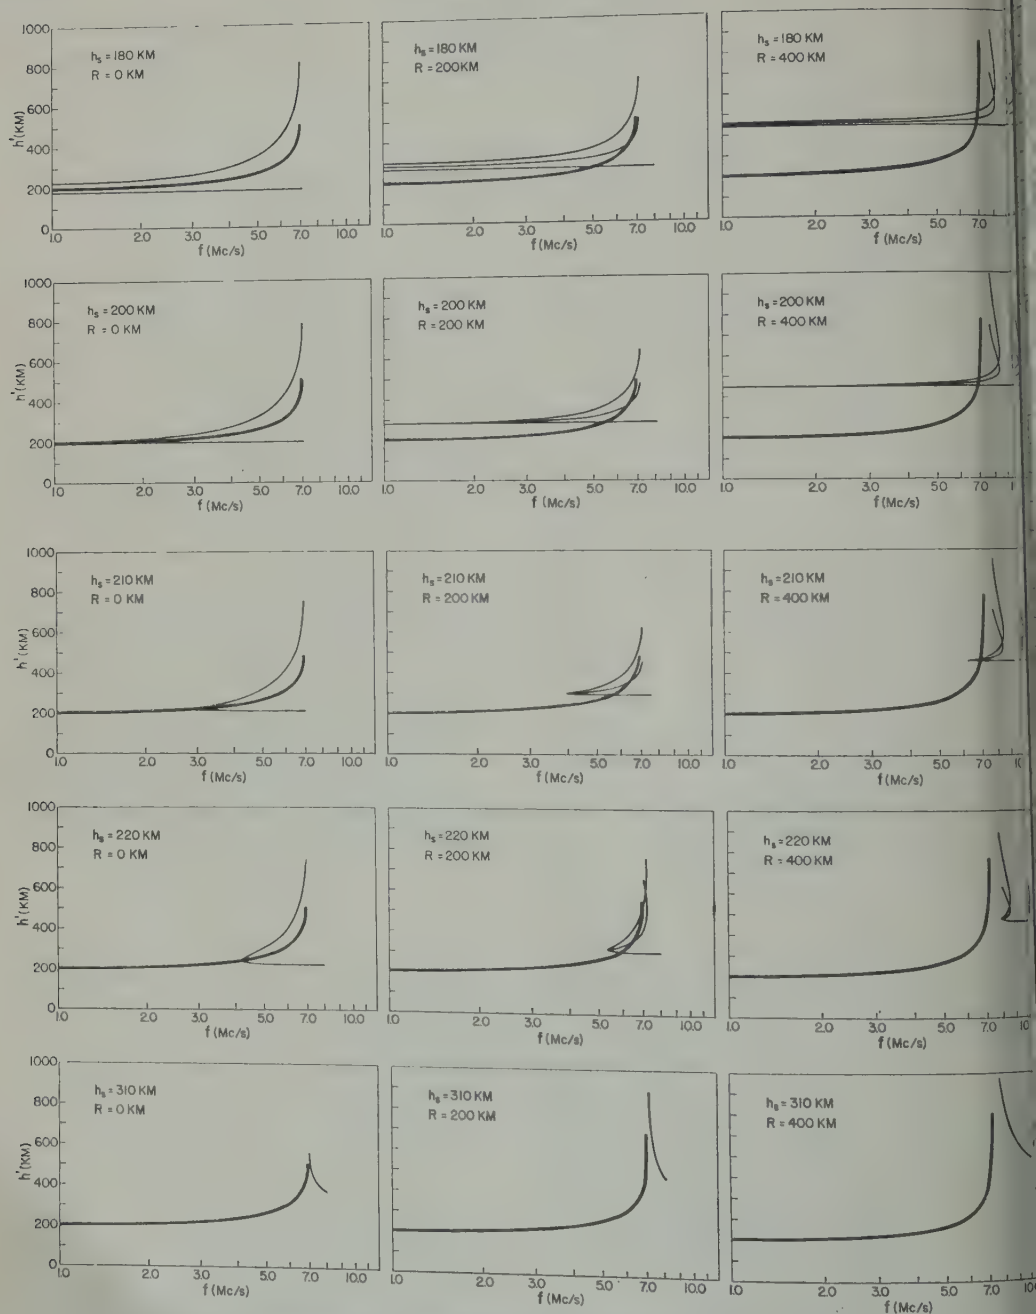 1000
800
600
400
200
0
h' (KM)
hs = 180 KM
R = 0 KM
1.0 2.0 3.0 5.0 7.0 10.0
f (Mc/s)
hs = 180 KM
R = 200 KM
1.0 2.0 3.0 5.0 7.0 10.0
f (Mc/s)
hs = 180 KM
R = 400 KM
1.0 2.0 3.0 5.0 7.0
f (Mc/s)
1000
800
600
400
200
0
h' (KM)
hs = 200 KM
R = 0 KM
1.0 2.0 3.0 5.0 7.0 10.0
f (Mc/s)
hs = 200 KM
R = 200 KM
1.0 2.0 3.0 5.0 7.0 10.0
f (Mc/s)
hs = 200 KM
R = 400 KM
1.0 2.0 3.0 5.0 7.0
f (Mc/s)
1000
800
600
400
200
0
h' (KM)
hs = 210 KM
R = 0 KM
1.0 2.0 3.0 5.0 7.0 10.0
f (Mc/s)
hs = 210 KM
R = 200 KM
1.0 2.0 3.0 5.0 7.0 10.0
f (Mc/s)
hs = 210 KM
R = 400 KM
1.0 2.0 3.0 5.0 7.0
f (Mc/s)
1000
800
600
400
200
0
h' (KM)
hs = 220 KM
R = 0 KM
1.0 2.0 3.0 5.0 7.0 10.0
f (Mc/s)
hs = 220 KM
R = 200 KM
1.0 2.0 3.0 5.0 7.0 10.0
f (Mc/s)
hs = 220 KM
R = 400 KM
1.0 2.0 3.0 5.0 7.0
f (Mc/s)
1000
800
600
400
200
0
h' (KM)
hs = 310 KM
R = 0 KM
1.0 2.0 3.0 5.0 7.0 10.0
f (Mc/s)
hs = 310 KM
R = 200 KM
1.0 2.0 3.0 5.0 7.0 10.0
f (Mc/s)
hs = 310 KM
R = 400 KM
1.0 2.0 3.0 5.0 7.0
f (Mc/s)